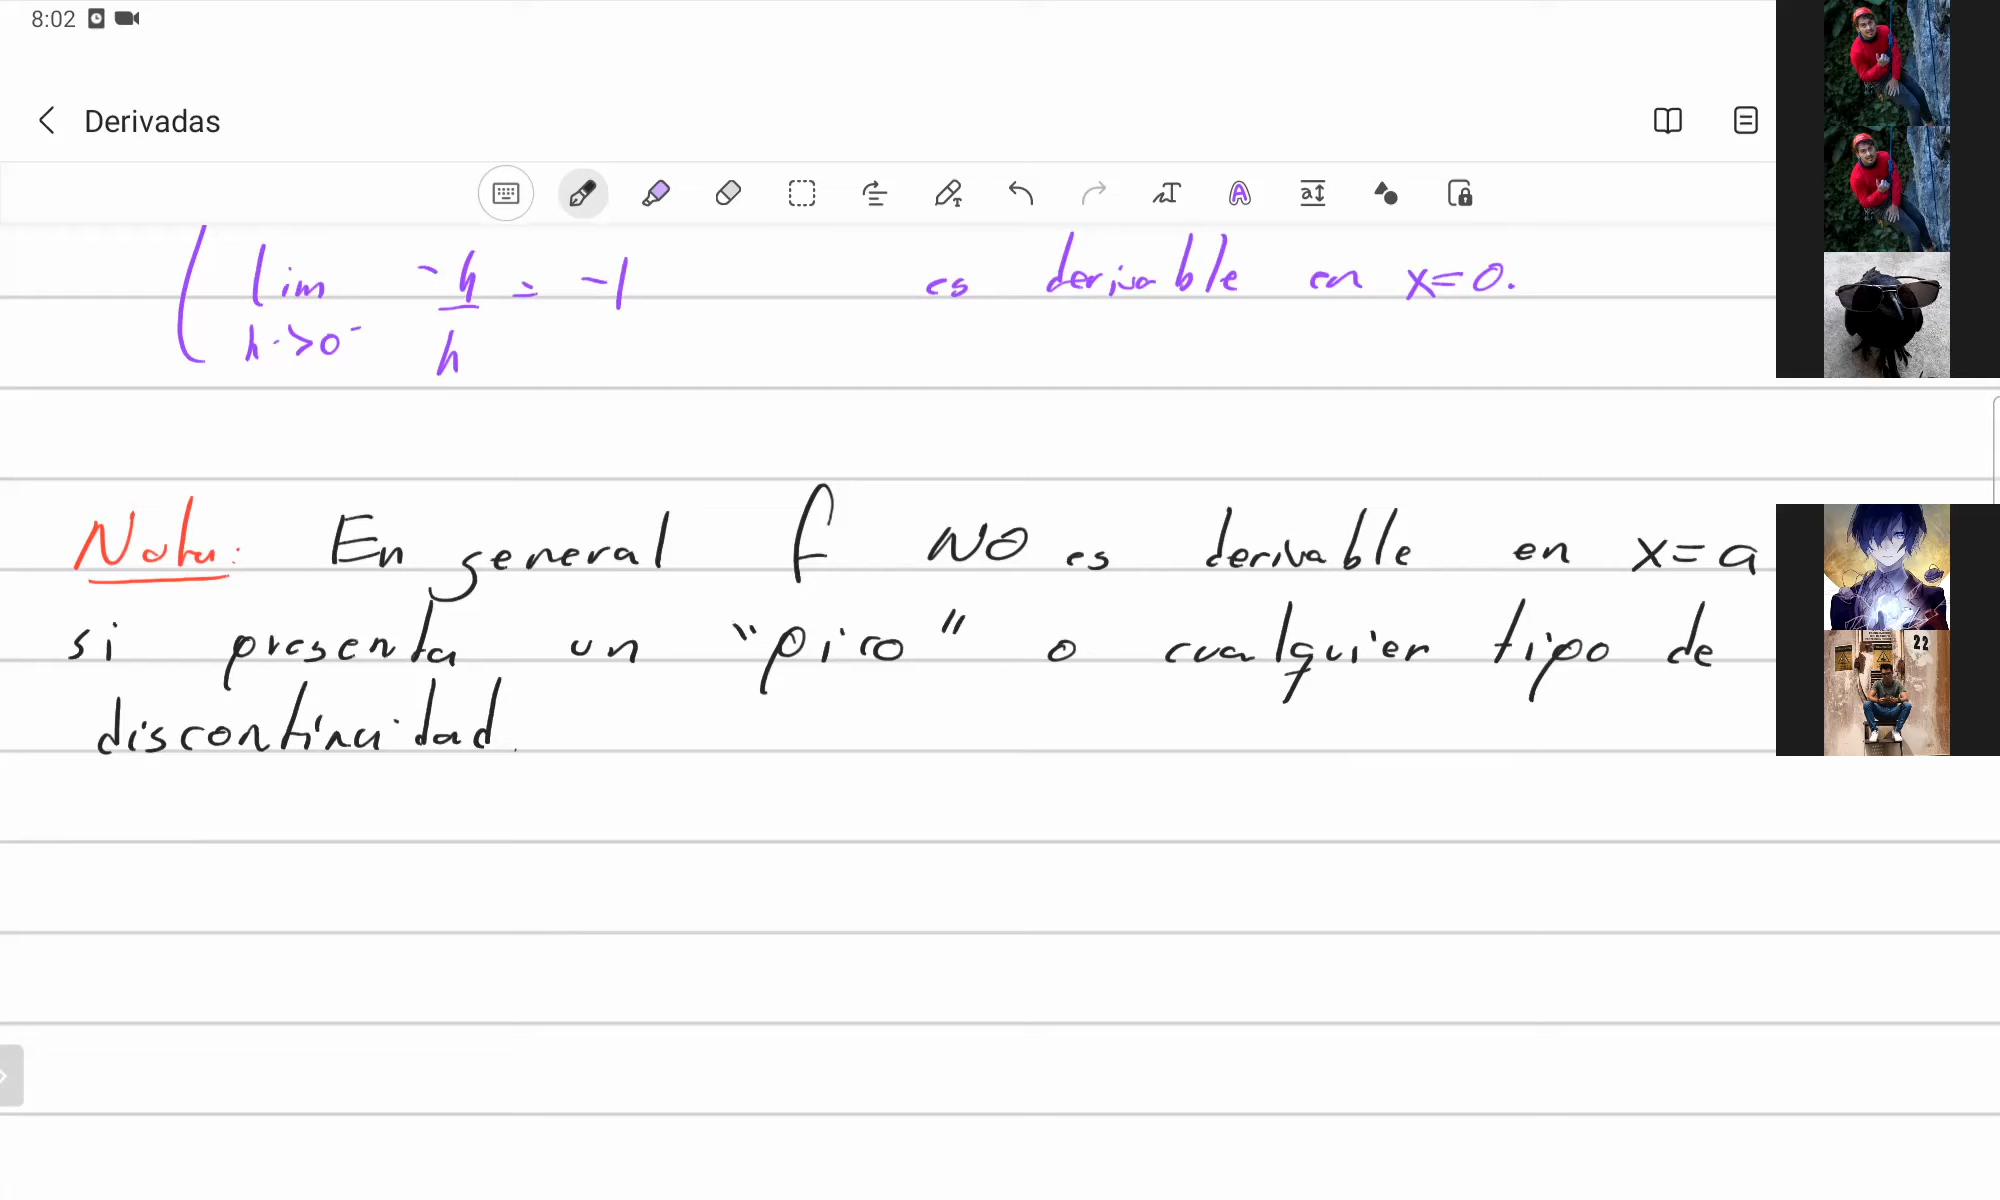 8:02
Derivadas
lim -h = -1 es derivable en x=0.
h->0⁻ h
Nota: En general f NO es derivable en x=a
si presenta un "pico" o cualquier tipo de
discontinuidad.
22